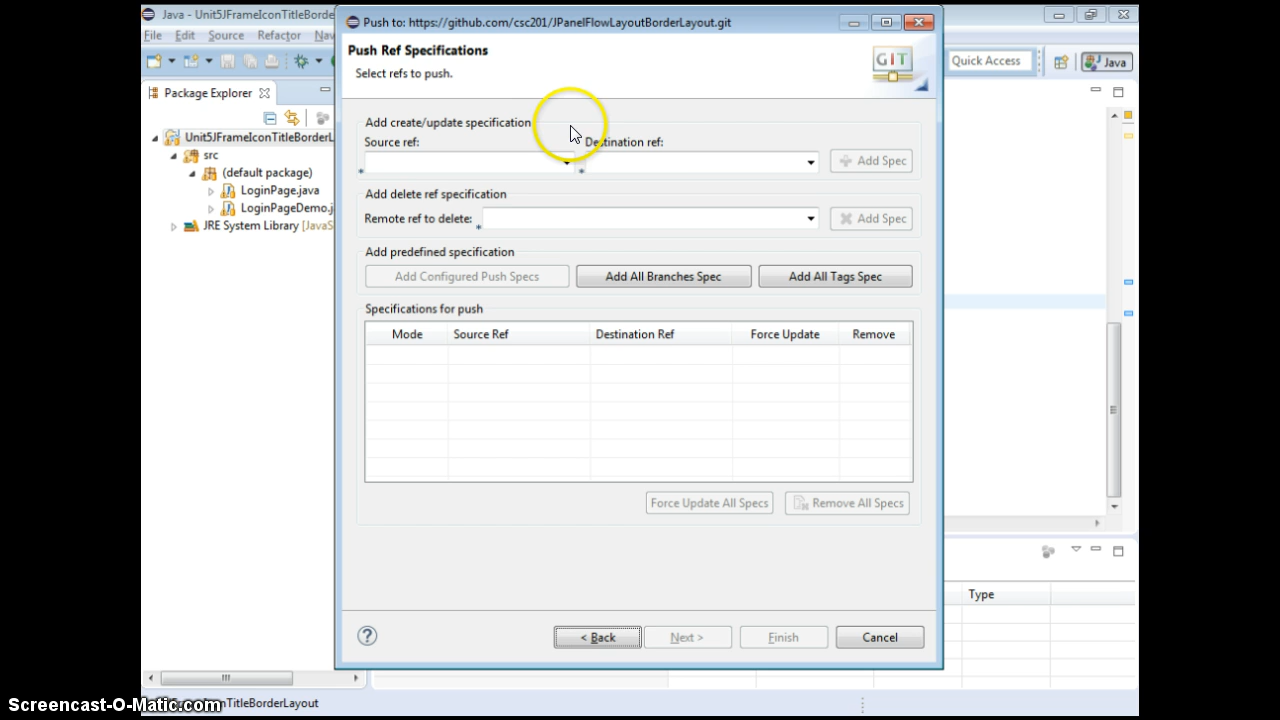 Java - Unit5JFrameIconTitleBorde
Push to: https://github.com/csc201/JPanelFlowLayoutBorderLayout.git
File Edit Source Refactor Nav
Push Ref Specifications
Select refs to push.
GIT
Quick Access
Java
Package Explorer
Add create/update specification
Source ref:
Destination ref:
Add Spec
Unit5JFrameIconTitleBorderL
src
(default package)
LoginPage.java
LoginPageDemo.j
JRE System Library [JavaS
Add delete ref specification
Remote ref to delete:
Add Spec
Add predefined specification
Add Configured Push Specs
Add All Branches Spec
Add All Tags Spec
Specifications for push
Mode Source Ref Destination Ref Force Update Remove
Force Update All Specs
Remove All Specs
Type
?
< Back
Next >
Finish
Cancel
Screencast-O-Matic.com
TitleBorderLayout